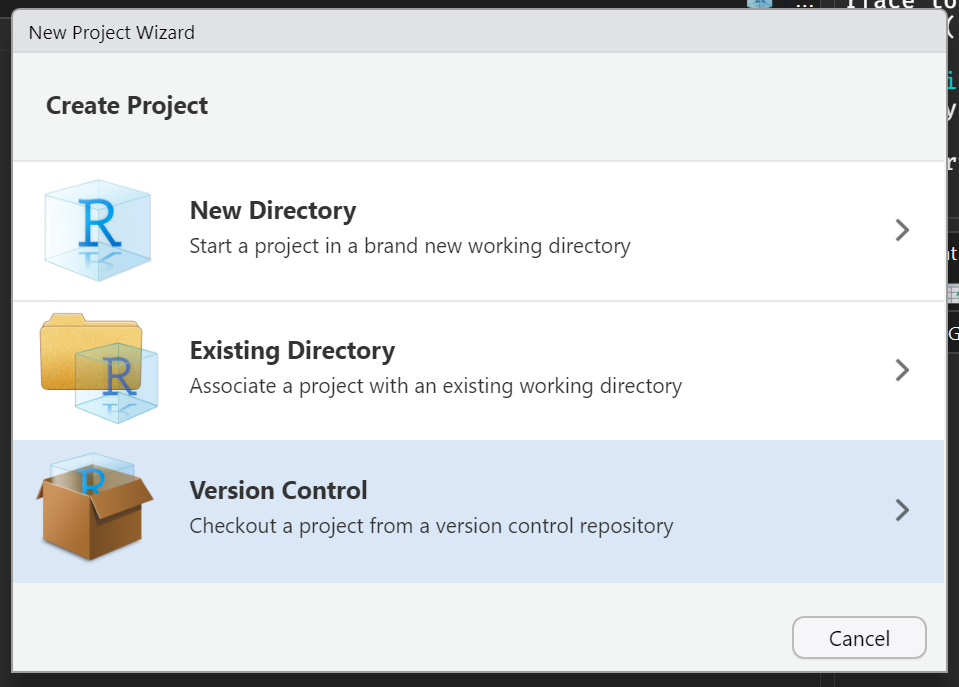 ...
New Project Wizard
Create Project
R
New Directory
Start a project in a brand new working directory
R
Existing Directory
Associate a project with an existing working directory
R
Version Control
Checkout a project from a version control repository
Cancel